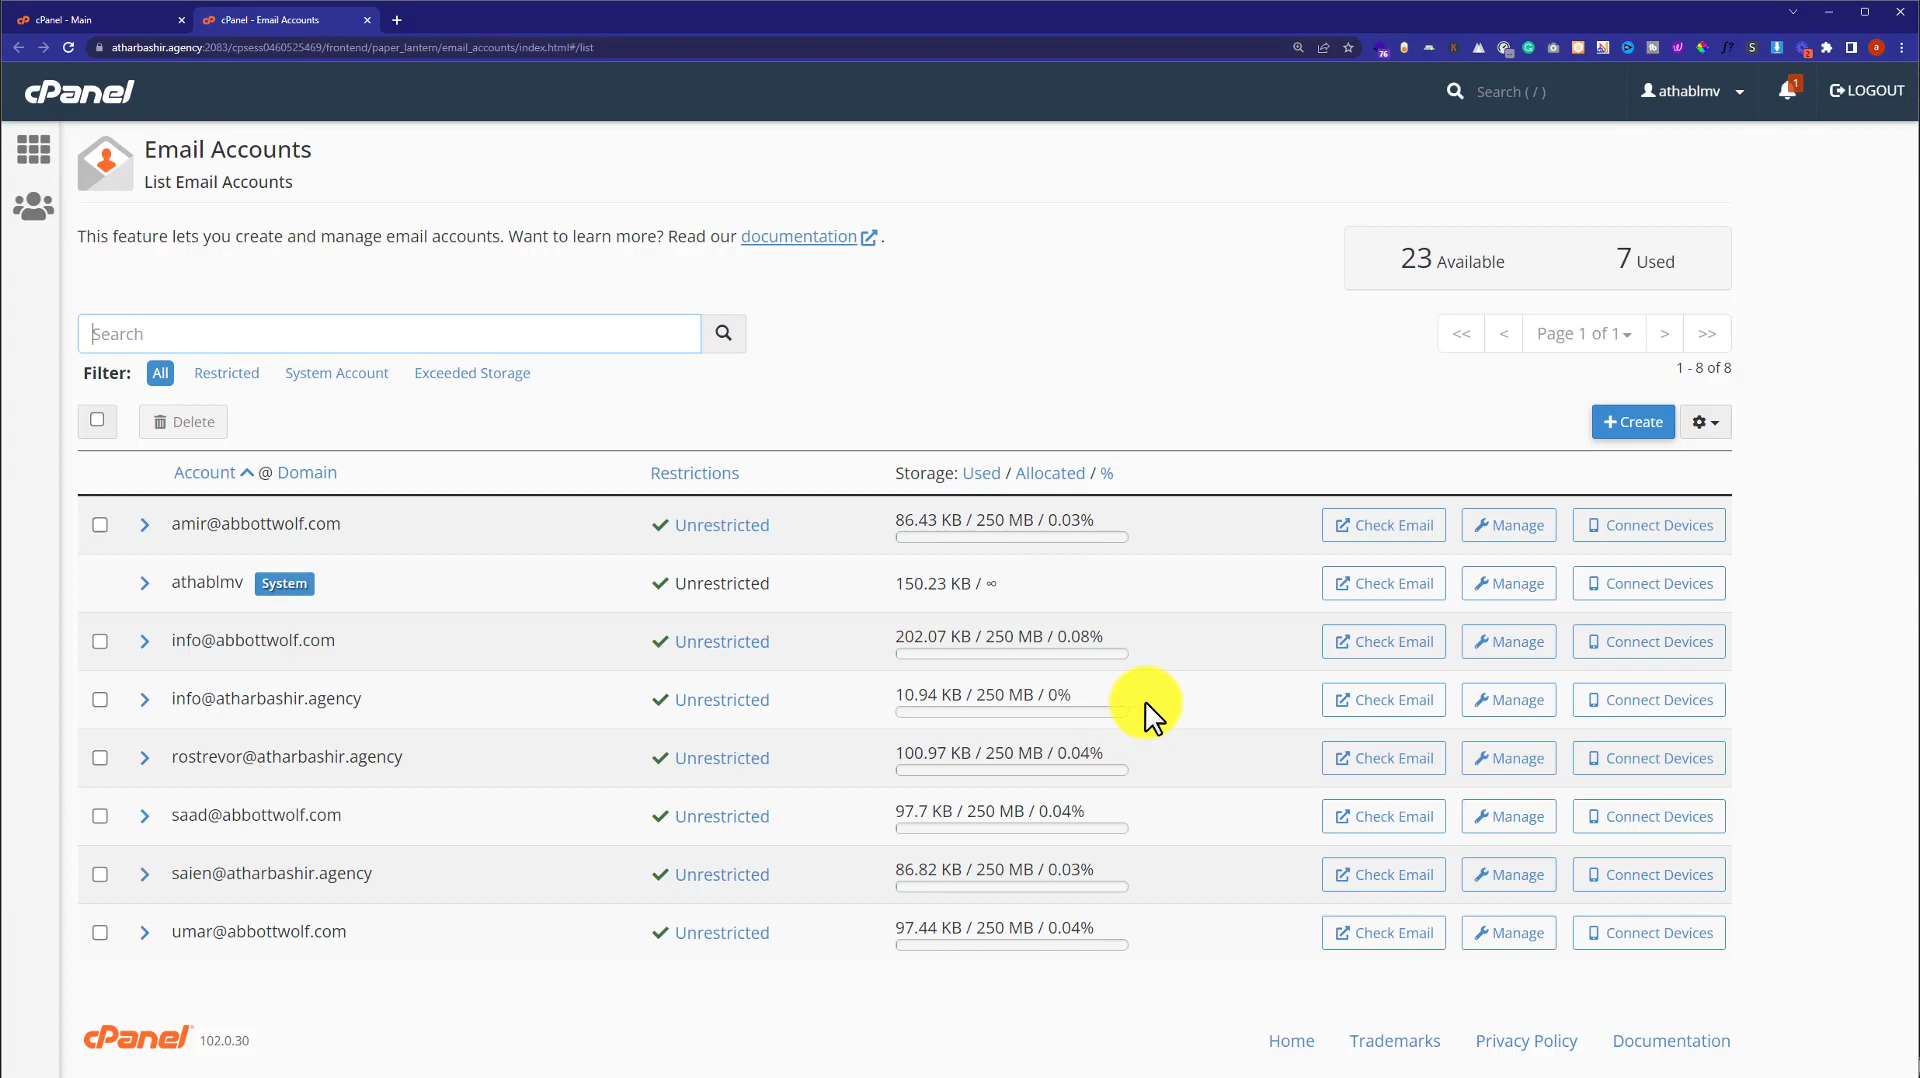 cPanel - Main
cPanel - Email Accounts
atharbashir.agency:2083/cpsess0460525469/frontend/paper_lantern/email_accounts/index.html#/list
76
2
a
cPanel
Search ( / )
athablmv
1
LOGOUT
Email Accounts
List Email Accounts
This feature lets you create and manage email accounts. Want to learn more? Read our documentation .
23 Available 7 Used
Search
<< < Page 1 of 1 > >>
Filter: All Restricted System Account Exceeded Storage
1 - 8 of 8
Delete
Create
Account @ Domain Restrictions Storage: Used / Allocated / %
amir@abbottwolf.com Unrestricted 86.43 KB / 250 MB / 0.03% Check Email Manage Connect Devices
athablmv System Unrestricted 150.23 KB / ∞ Check Email Manage Connect Devices
info@abbottwolf.com Unrestricted 202.07 KB / 250 MB / 0.08% Check Email Manage Connect Devices
info@atharbashir.agency Unrestricted 10.94 KB / 250 MB / 0% Check Email Manage Connect Devices
rostrevor@atharbashir.agency Unrestricted 100.97 KB / 250 MB / 0.04% Check Email Manage Connect Devices
saad@abbottwolf.com Unrestricted 97.7 KB / 250 MB / 0.04% Check Email Manage Connect Devices
saien@atharbashir.agency Unrestricted 86.82 KB / 250 MB / 0.03% Check Email Manage Connect Devices
umar@abbottwolf.com Unrestricted 97.44 KB / 250 MB / 0.04% Check Email Manage Connect Devices
cPanel 102.0.30
Home Trademarks Privacy Policy Documentation